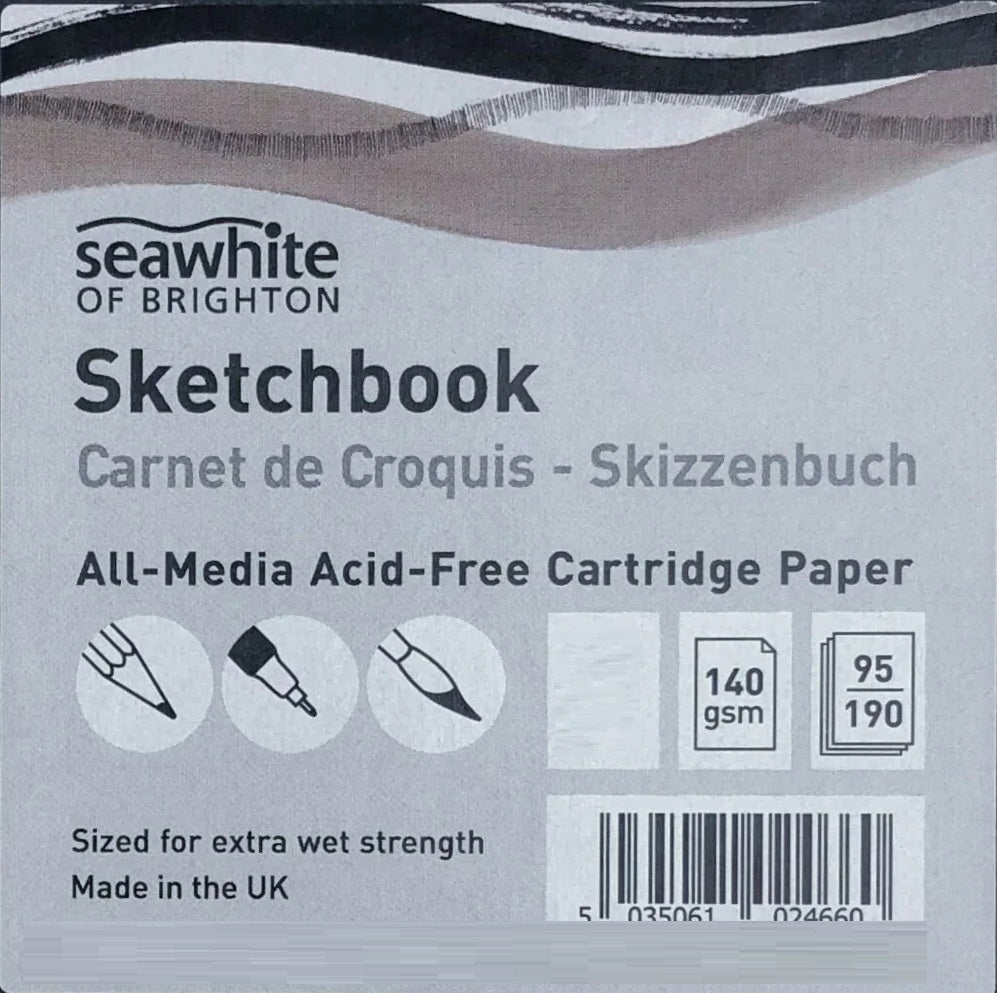 seawhite
OF BRIGHTON
Sketchbook
Carnet de Croquis - Skizzenbuch
All-Media Acid-Free Cartridge Paper
140
gsm
95
190
Sized for extra wet strength
Made in the UK
5 035061 024660